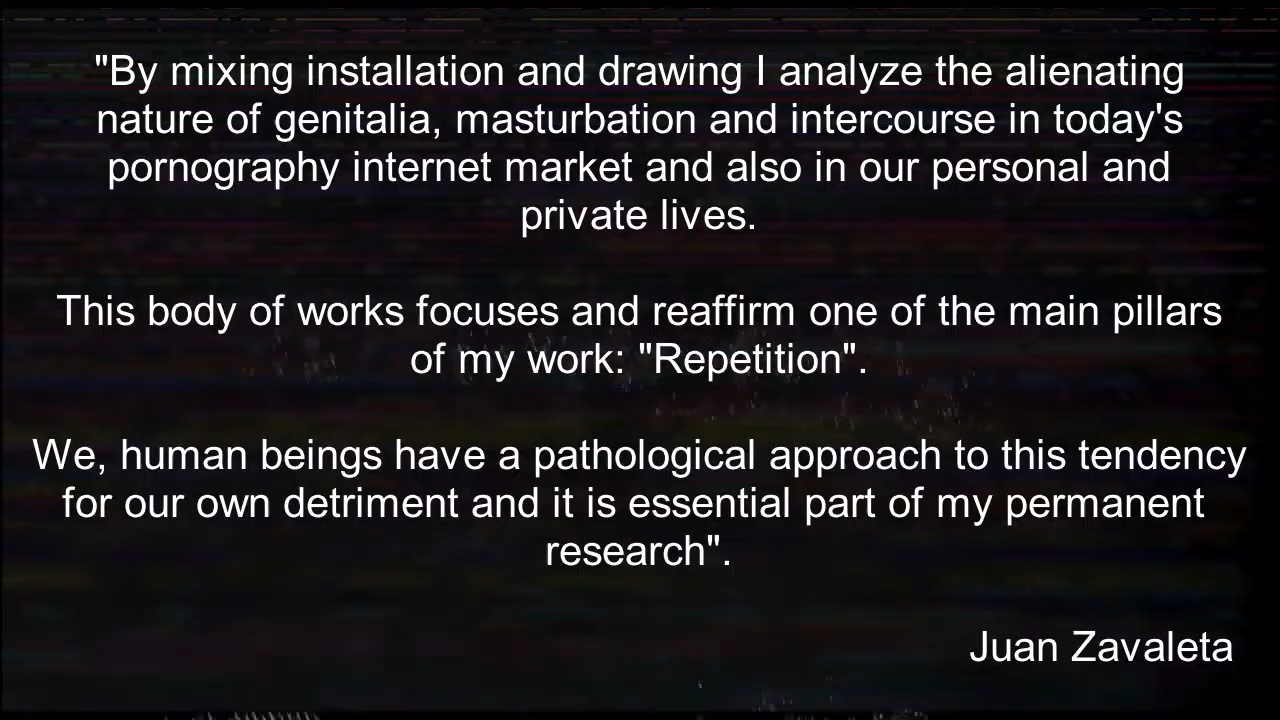 "By mixing installation and drawing I analyze the alienating
nature of genitalia, masturbation and intercourse in today's
pornography internet market and also in our personal and
private lives.
This body of works focuses and reaffirm one of the main pillars
of my work: "Repetition".
We, human beings have a pathological approach to this tendency
for our own detriment and it is essential part of my permanent
research".
Juan Zavaleta